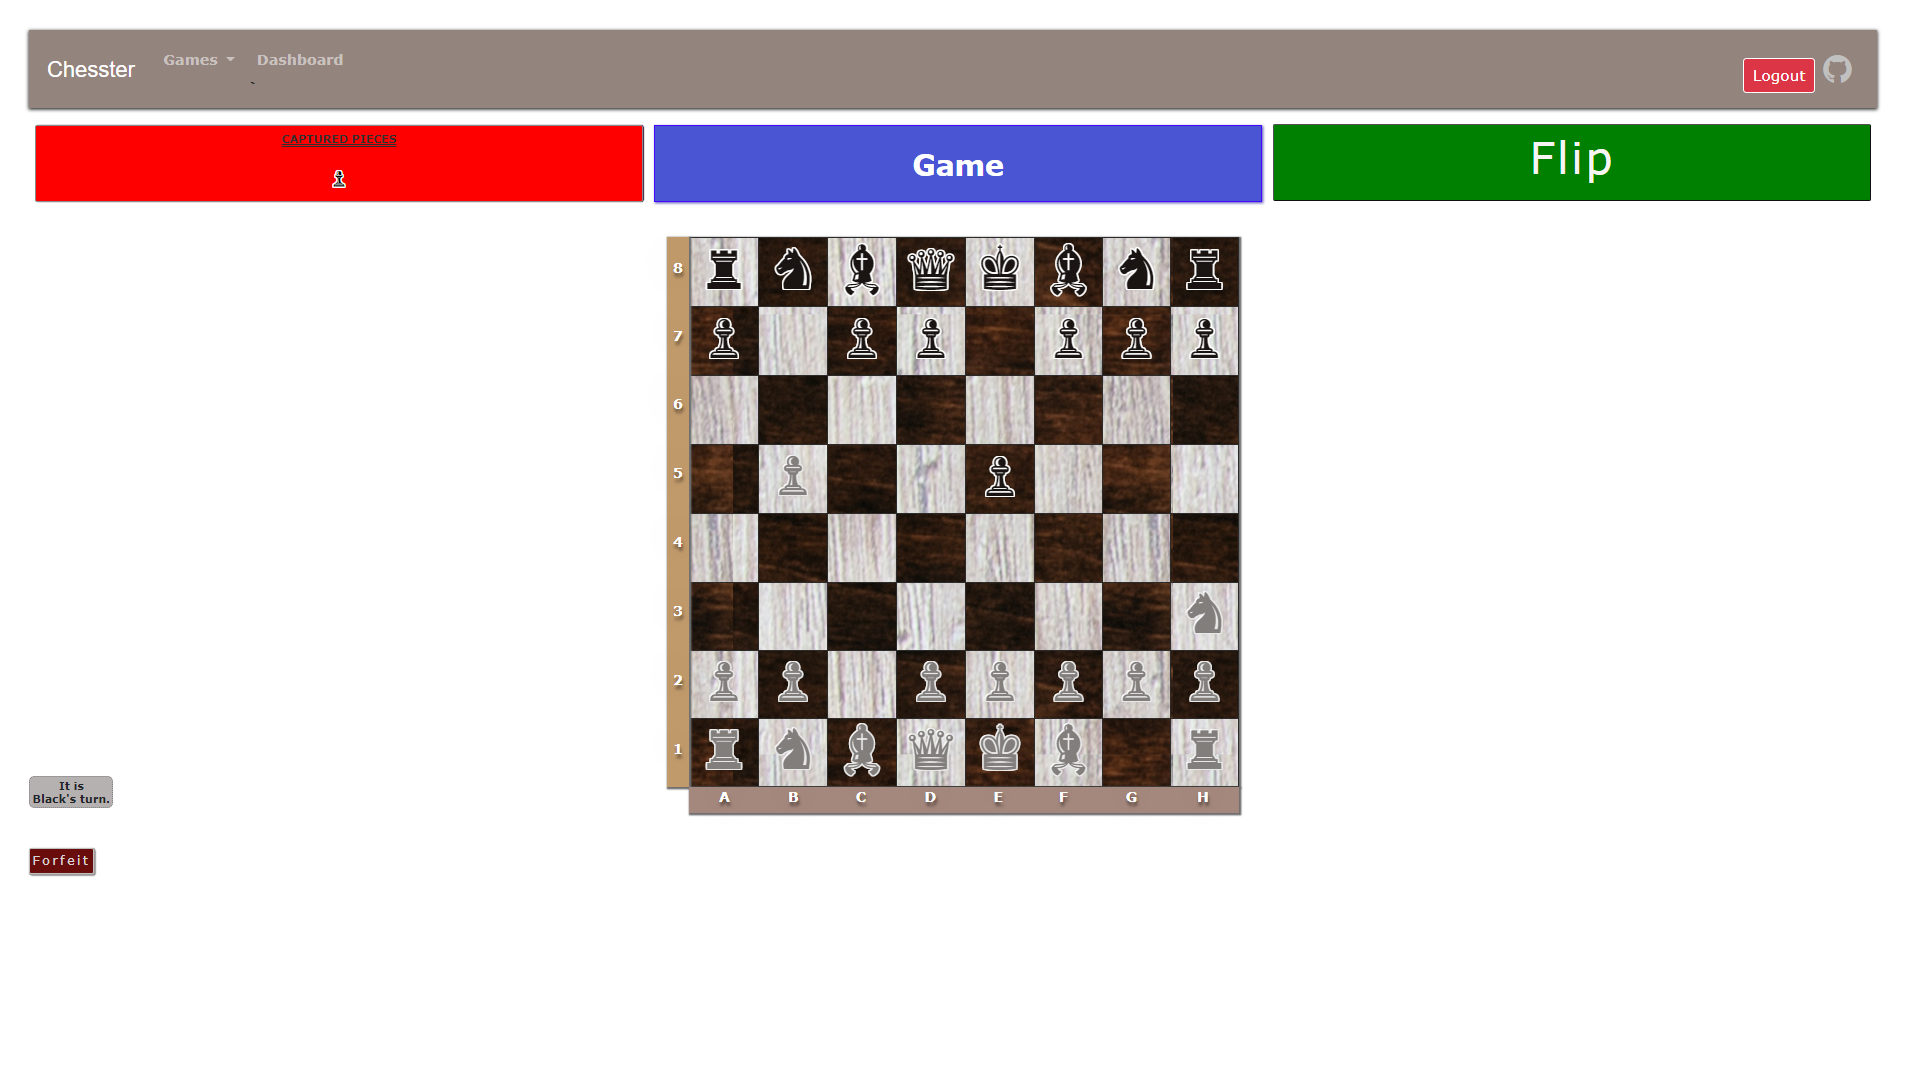 Chesster
Games
Dashboard
`
Logout
CAPTURED PIECES
Game
Flip
8
7
6
5
4
3
2
1
A B C D E F G H
It is
Black's turn.
Forfeit